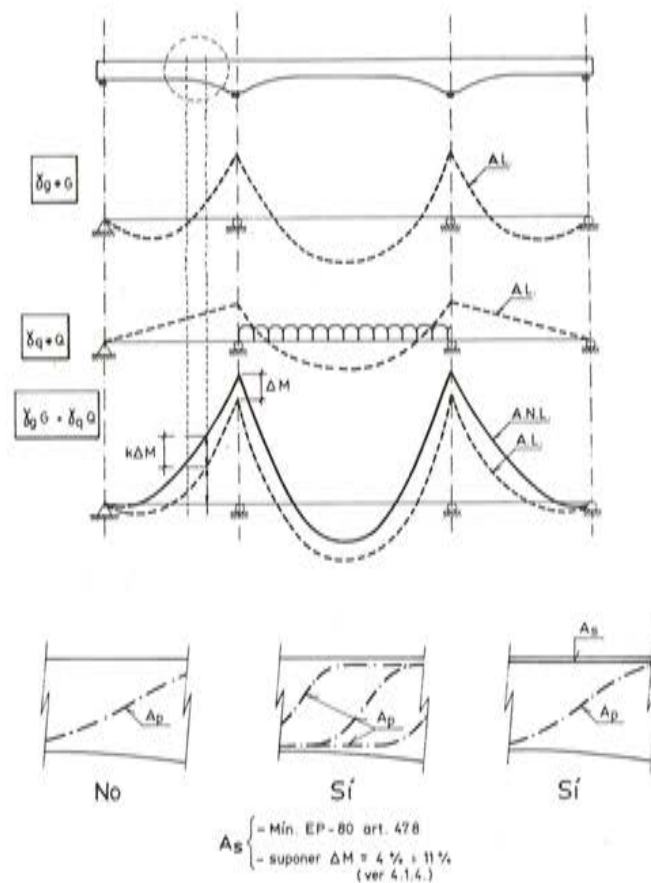 A.L.
γg * G
A.L.
γq * Q
ΔM
γg G + γq Q
A.N.L.
A.L.
kΔM
As
Ap
Ap
Ap
No
Sí
Sí
As { - Mín. EP-80 art. 47.8
- suponer ΔM = 4 % ÷ 11 %
(ver 4.1.4.)